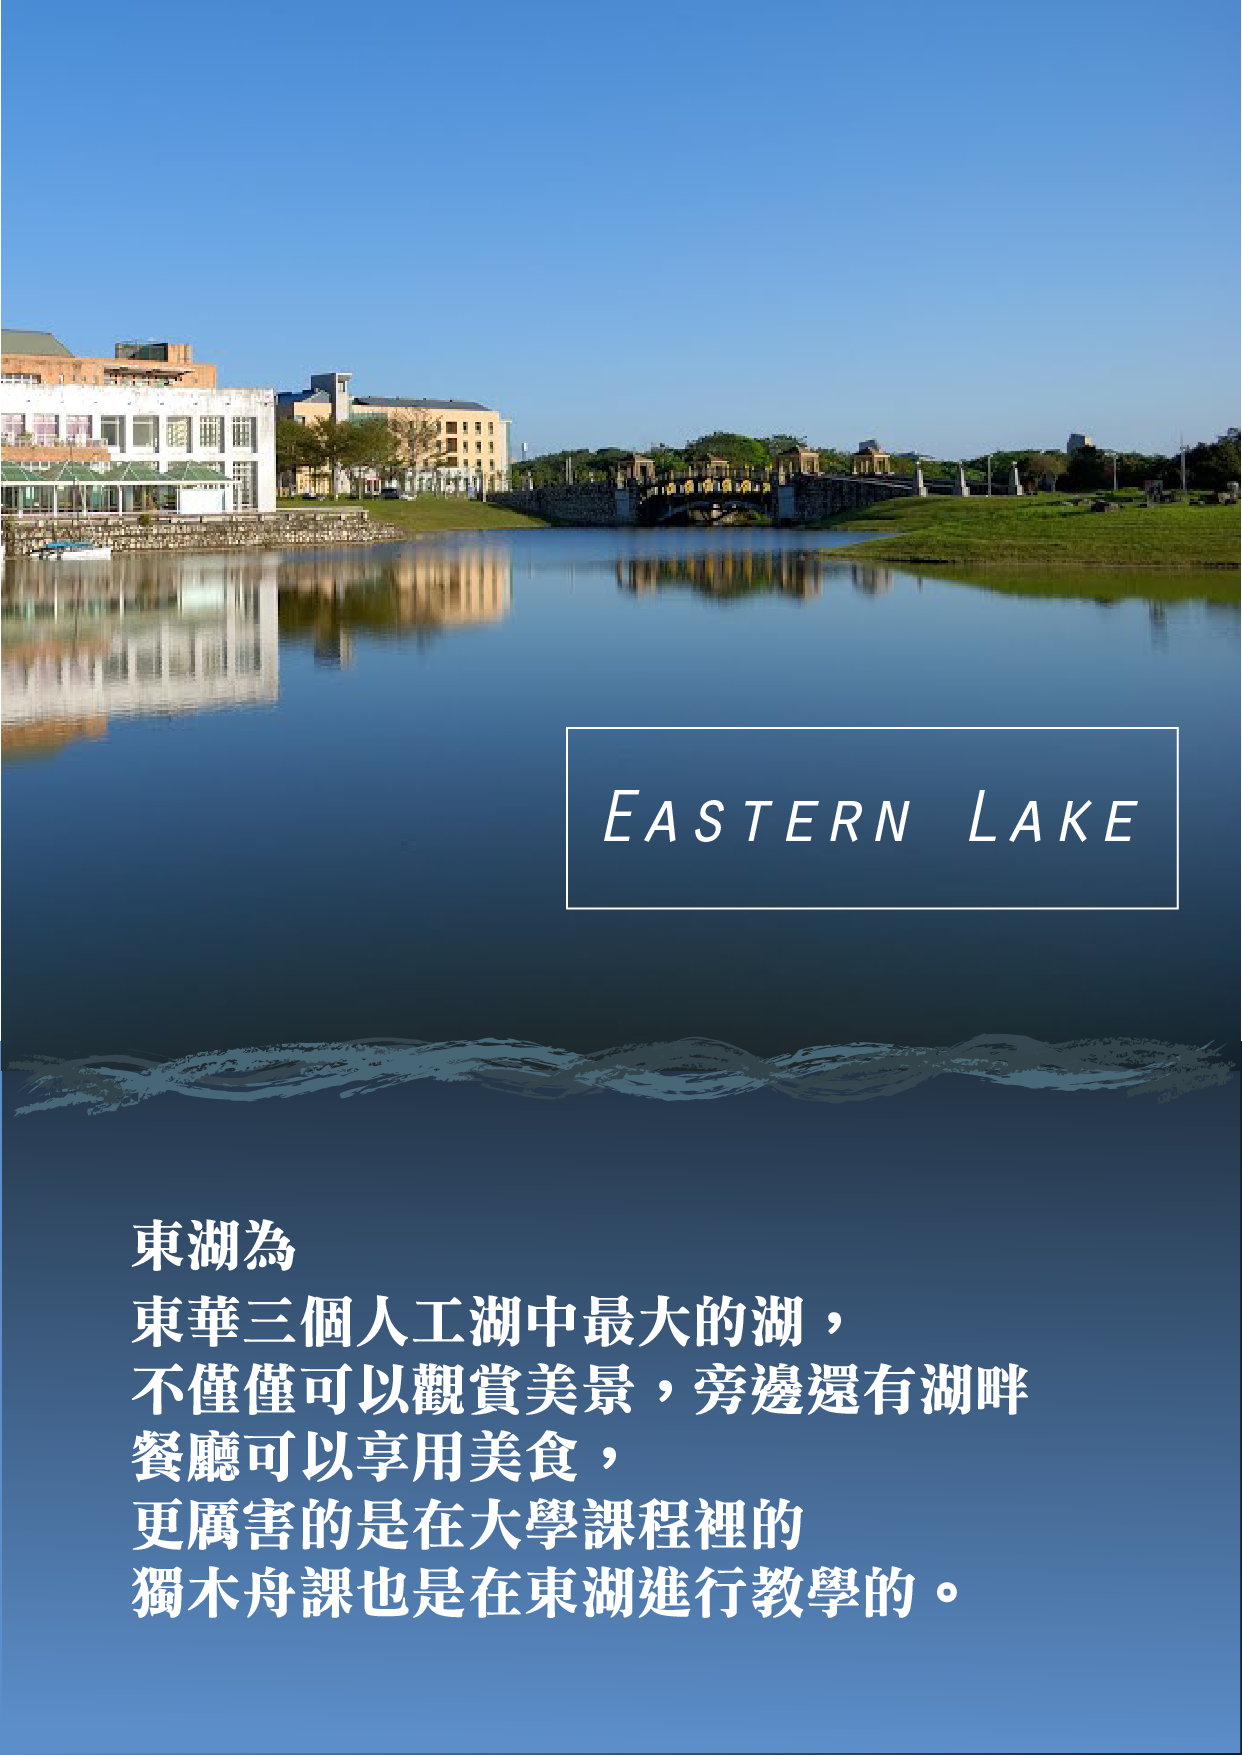 EASTERN LAKE
東湖為
東華三個人工湖中最大的湖，
不僅僅可以觀賞美景，旁邊還有湖畔
餐廳可以享用美食，
更厲害的是在大學課程裡的
獨木舟課也是在東湖進行教學的。